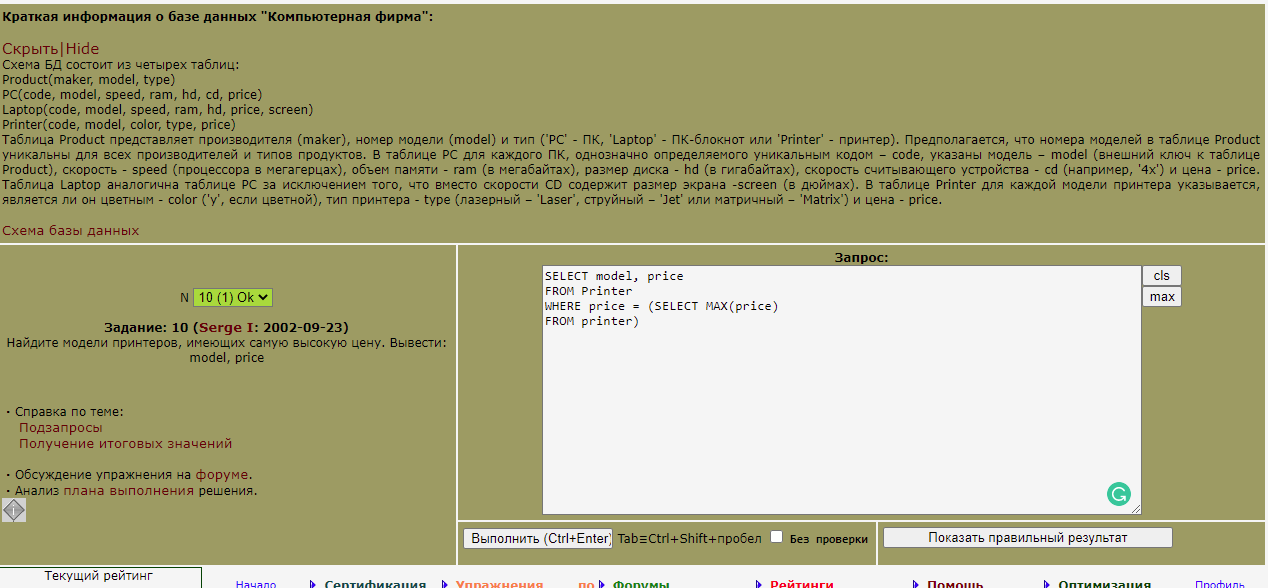 Краткая информация о базе данных "Компьютерная фирма":
Скрыть|Hide
Схема БД состоит из четырех таблиц:
Product(maker, model, type)
PC(code, model, speed, ram, hd, cd, price)
Laptop(code, model, speed, ram, hd, price, screen)
Printer(code, model, color, type, price)
Таблица Product представляет производителя (maker), номер модели (model) и тип ('PC' - ПК, 'Laptop' - ПК-блокнот или 'Printer' - принтер). Предполагается, что номера моделей в таблице Product
уникальны для всех производителей и типов продуктов. В таблице PC для каждого ПК, однозначно определяемого уникальным кодом – code, указаны модель – model (внешний ключ к таблице
Product), скорость - speed (процессора в мегагерцах), объем памяти - ram (в мегабайтах), размер диска - hd (в гигабайтах), скорость считывающего устройства - cd (например, '4x') и цена - price.
Таблица Laptop аналогична таблице РС за исключением того, что вместо скорости CD содержит размер экрана -screen (в дюймах). В таблице Printer для каждой модели принтера указывается,
является ли он цветным - color ('y', если цветной), тип принтера - type (лазерный – 'Laser', струйный – 'Jet' или матричный – 'Matrix') и цена - price.
Схема базы данных
N 10 (1) Ok
Задание: 10 (Serge I: 2002-09-23)
Найдите модели принтеров, имеющих самую высокую цену. Вывести:
model, price
· Справка по теме:
Подзапросы
Получение итоговых значений
· Обсуждение упражнения на форуме.
· Анализ плана выполнения решения.
Запрос:
SELECT model, price
FROM Printer
WHERE price = (SELECT MAX(price)
FROM printer)
cls
max
Выполнить (Ctrl+Enter) Tab≡Ctrl+Shift+пробел Без проверки
Показать правильный результат
Текущий рейтинг
Начало Сертификация Упражнения по Форумы Рейтинги Помощь Оптимизация Профиль